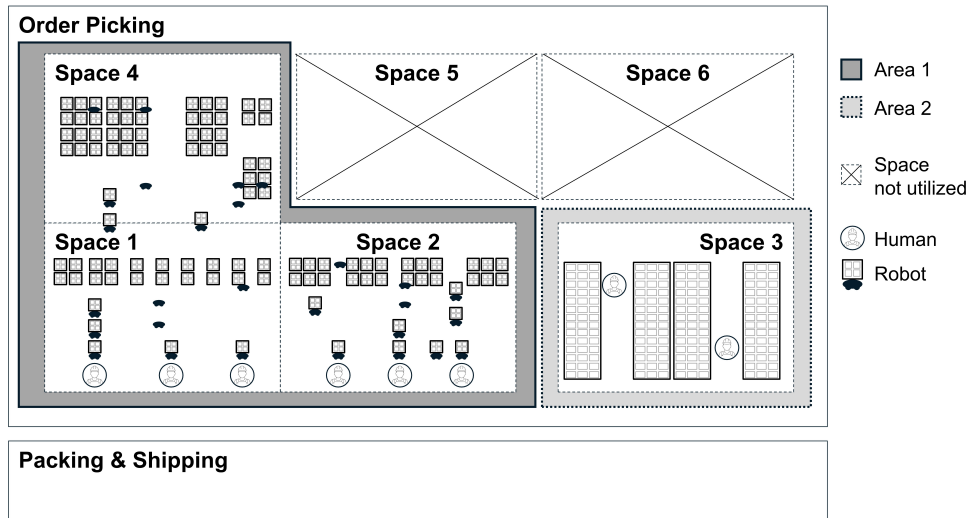 Order Picking
Space 4
Space 5
Space 6
Space 1
Space 2
Space 3
Area 1
Area 2
Space
not utilized
Human
Robot
Packing & Shipping